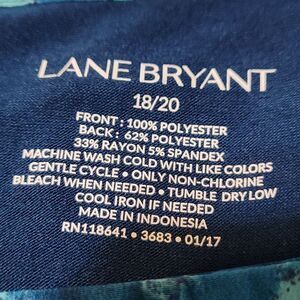 LANE BRYANT
18/20
FRONT : 100% POLYESTER
BACK : 62% POLYESTER
33% RAYON 5% SPANDEX
MACHINE WASH COLD WITH LIKE COLORS
GENTLE CYCLE • ONLY NON-CHLORINE
BLEACH WHEN NEEDED • TUMBLE DRY LOW
COOL IRON IF NEEDED
MADE IN INDONESIA
RN118641 • 3683 • 01/17